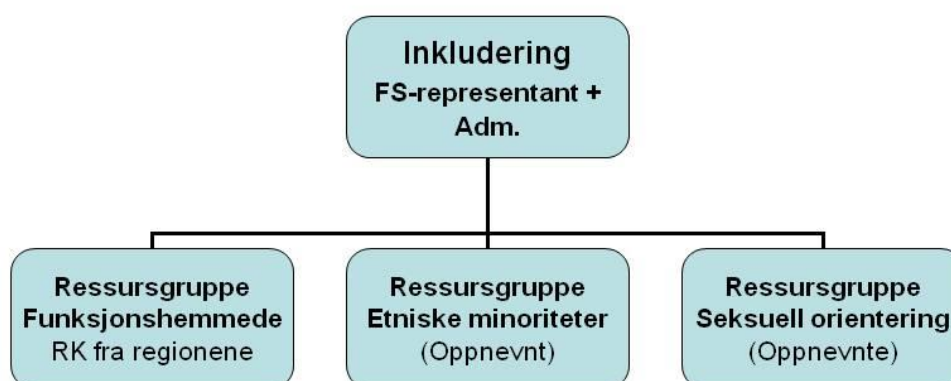 Inkludering
FS-representant +
Adm.
Ressursgruppe
Funksjonshemmede
RK fra regionene
Ressursgruppe
Etniske minoriteter
(Oppnevnt)
Ressursgruppe
Seksuell orientering
(Oppnevnte)